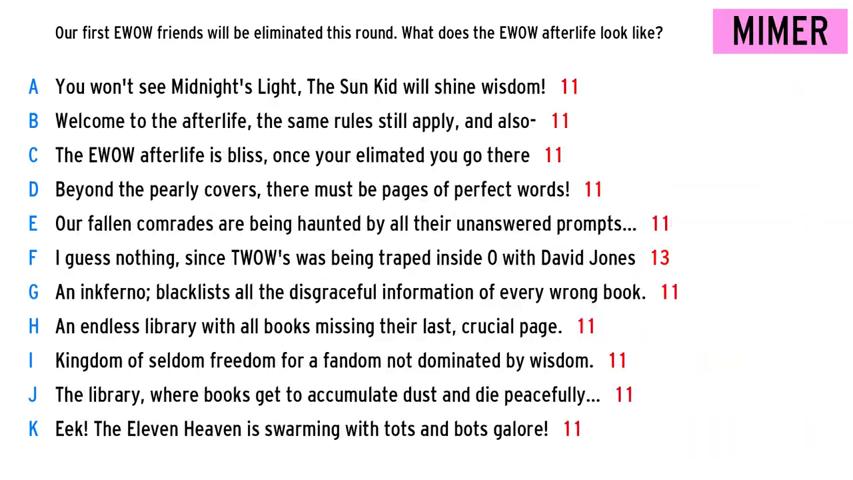 Our first EWOW friends will be eliminated this round. What does the EWOW afterlife look like?
MIMER
A You won't see Midnight's Light, The Sun Kid will shine wisdom! 11
B Welcome to the afterlife, the same rules still apply, and also- 11
C The EWOW afterlife is bliss, once your elimated you go there 11
D Beyond the pearly covers, there must be pages of perfect words! 11
E Our fallen comrades are being haunted by all their unanswered prompts... 11
F I guess nothing, since TWOW's was being traped inside O with David Jones 13
G An inkferno; blacklists all the disgraceful information of every wrong book. 11
H An endless library with all books missing their last, crucial page. 11
I Kingdom of seldom freedom for a fandom not dominated by wisdom. 11
J The library, where books get to accumulate dust and die peacefully... 11
K Eek! The Eleven Heaven is swarming with tots and bots galore! 11